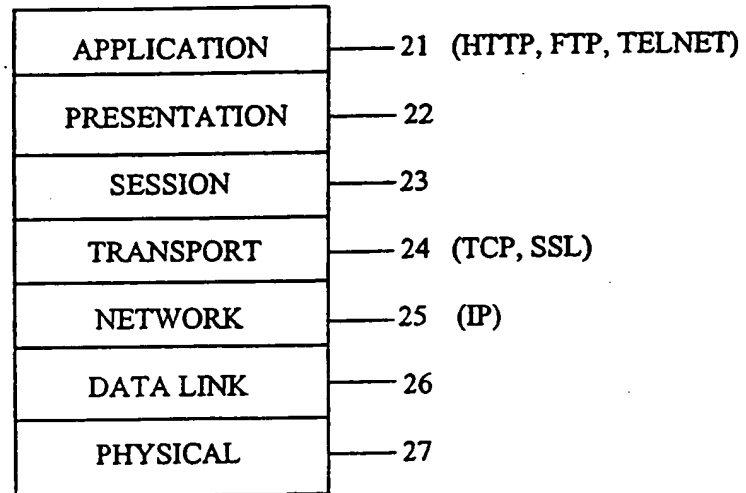 APPLICATION 21 (HTTP, FTP, TELNET)
PRESENTATION 22
SESSION 23
TRANSPORT 24 (TCP, SSL)
NETWORK 25 (IP)
DATA LINK 26
PHYSICAL 27